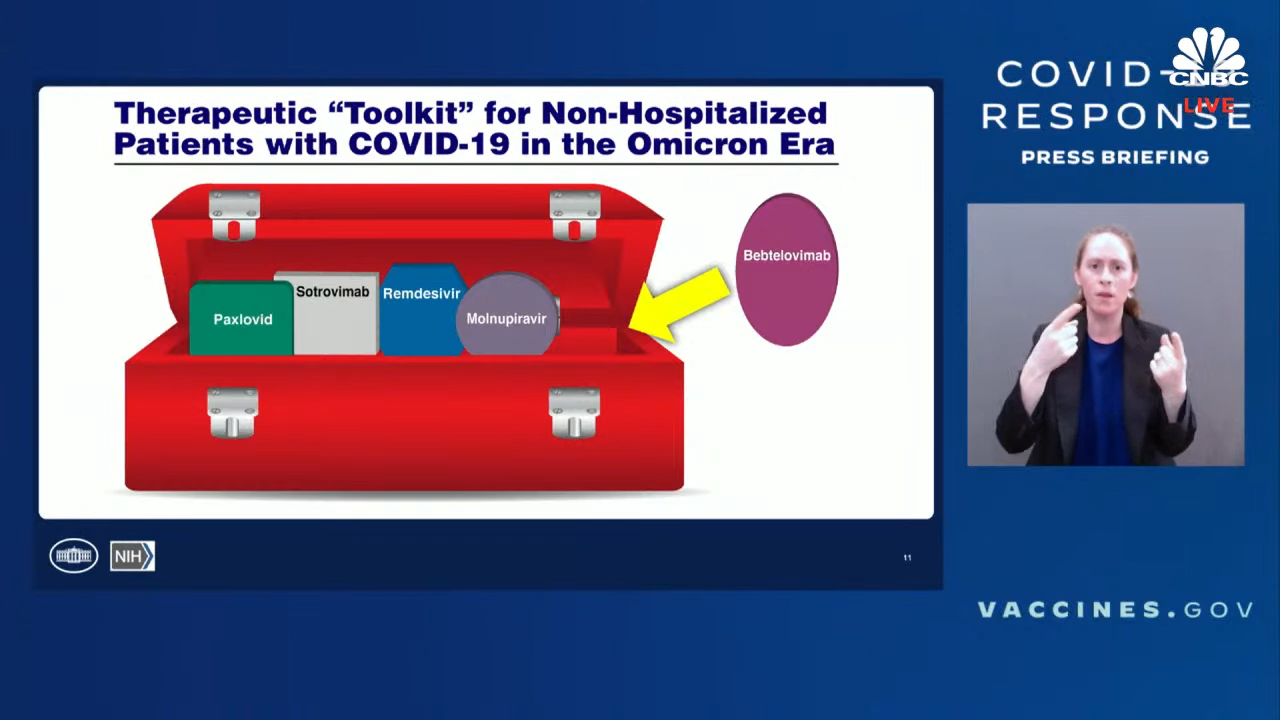 Therapeutic “Toolkit” for Non-Hospitalized
Patients with COVID-19 in the Omicron Era
Bebtelovimab
Sotrovimab
Remdesivir
Paxlovid
Molnupiravir
NIH
11
COVID-
CNBC
LIVE
RESPONSE
PRESS BRIEFING
VACCINES.GOV